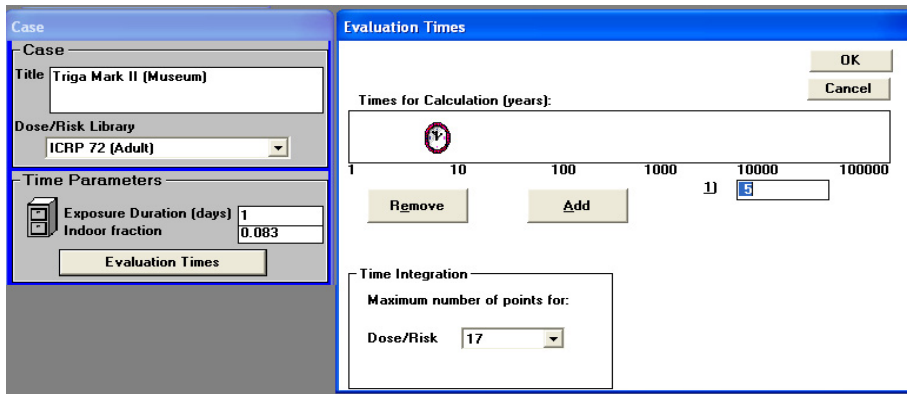 Case
Case
Title Triga Mark II (Museum)
Dose/Risk Library
ICRP 72 (Adult)
Time Parameters
Exposure Duration (days) 1
Indoor fraction 0.083
Evaluation Times
Evaluation Times
OK
Cancel
Times for Calculation (years):
1 10 100 1000 10000 100000
1) 5
Remove Add
Time Integration
Maximum number of points for:
Dose/Risk 17